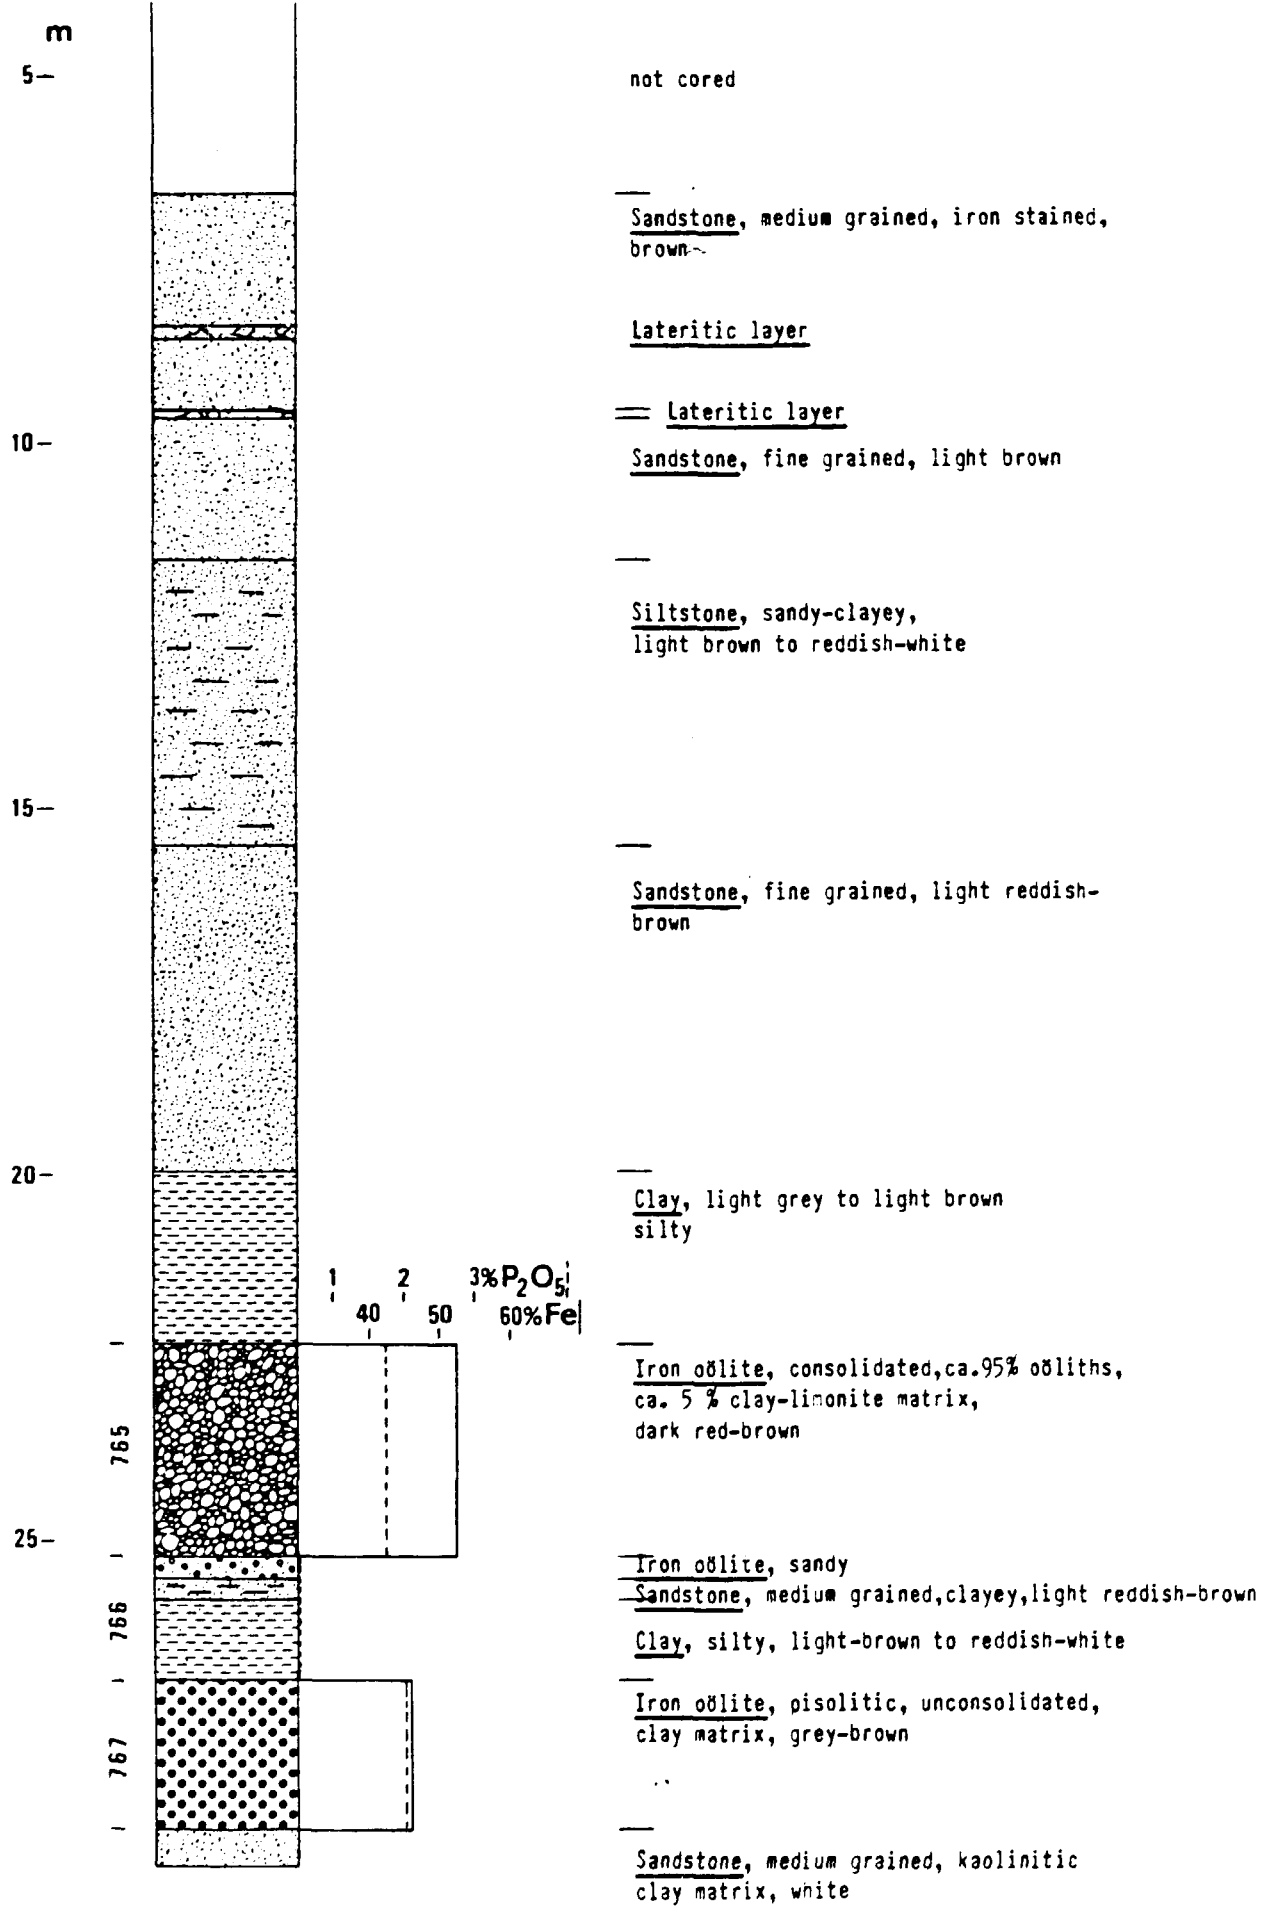 m
5—
not cored
Sandstone, medium grained, iron stained,
brown
Lateritic layer
Lateritic layer
10—
Sandstone, fine grained, light brown
Siltstone, sandy-clayey,
light brown to reddish-white
15—
Sandstone, fine grained, light reddish-
brown
20—
Clay, light grey to light brown
silty
1 2 3% P₂O₅
40 50 60% Fe
Iron oölite, consolidated, ca. 95% oöliths,
ca. 5 % clay-limonite matrix,
dark red-brown
765
25—
Iron oölite, sandy
Sandstone, medium grained, clayey, light reddish-brown
766
Clay, silty, light-brown to reddish-white
Iron oölite, pisolitic, unconsolidated,
clay matrix, grey-brown
767
Sandstone, medium grained, kaolinitic
clay matrix, white